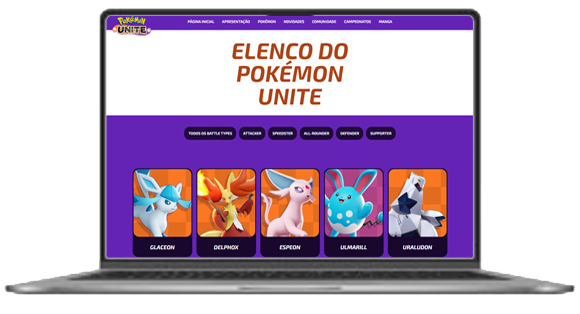 POKÉMON
UNITE
PÁGINA INICIAL APRESENTAÇÃO POKÉMON NOVIDADES COMUNIDADE CAMPEONATOS MANGA
ELENCO DO
POKÉMON
UNITE
TODOS OS BATTLE TYPES ATTACKER SPEEDSTER ALL-ROUNDER DEFENDER SUPPORTER
GLACEON DELPHOX ESPEON ULMARILL URALUDON